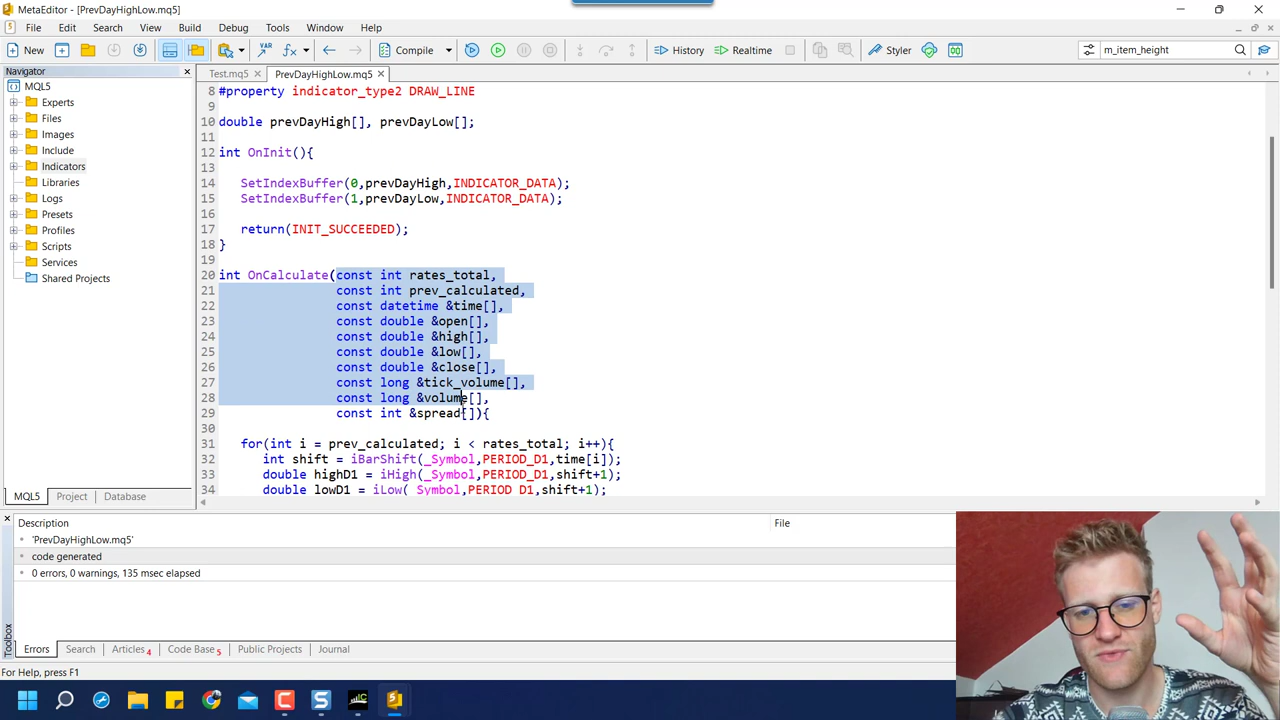 MetaEditor - [PrevDayHighLow.mq5]
File Edit Search View Build Debug Tools Window Help
New Compile History Realtime Styler m_item_height
Navigator
Test.mq5 PrevDayHighLow.mq5
MQL5
Experts
Files
Images
Include
Indicators
Libraries
Logs
Presets
Profiles
Scripts
Services
Shared Projects
8 #property indicator_type2 DRAW_LINE
9
10 double prevDayHigh[], prevDayLow[];
11
12 int OnInit(){
13
14 SetIndexBuffer(0,prevDayHigh,INDICATOR_DATA);
15 SetIndexBuffer(1,prevDayLow,INDICATOR_DATA);
16
17 return(INIT_SUCCEEDED);
18 }
19
20 int OnCalculate(const int rates_total,
21 const int prev_calculated,
22 const datetime &time[],
23 const double &open[],
24 const double &high[],
25 const double &low[],
26 const double &close[],
27 const long &tick_volume[],
28 const long &volume[],
29 const int &spread[]){
30
31 for(int i = prev_calculated; i < rates_total; i++){
32 int shift = iBarShift(_Symbol,PERIOD_D1,time[i]);
33 double highD1 = iHigh(_Symbol,PERIOD_D1,shift+1);
34 double lowD1 = iLow(_Symbol,PERIOD_D1,shift+1);
MQL5 Project Database
Description File
'PrevDayHighLow.mq5'
code generated
0 errors, 0 warnings, 135 msec elapsed
Toolbox
Errors Search Articles 4 Code Base 5 Public Projects Journal
For Help, press F1